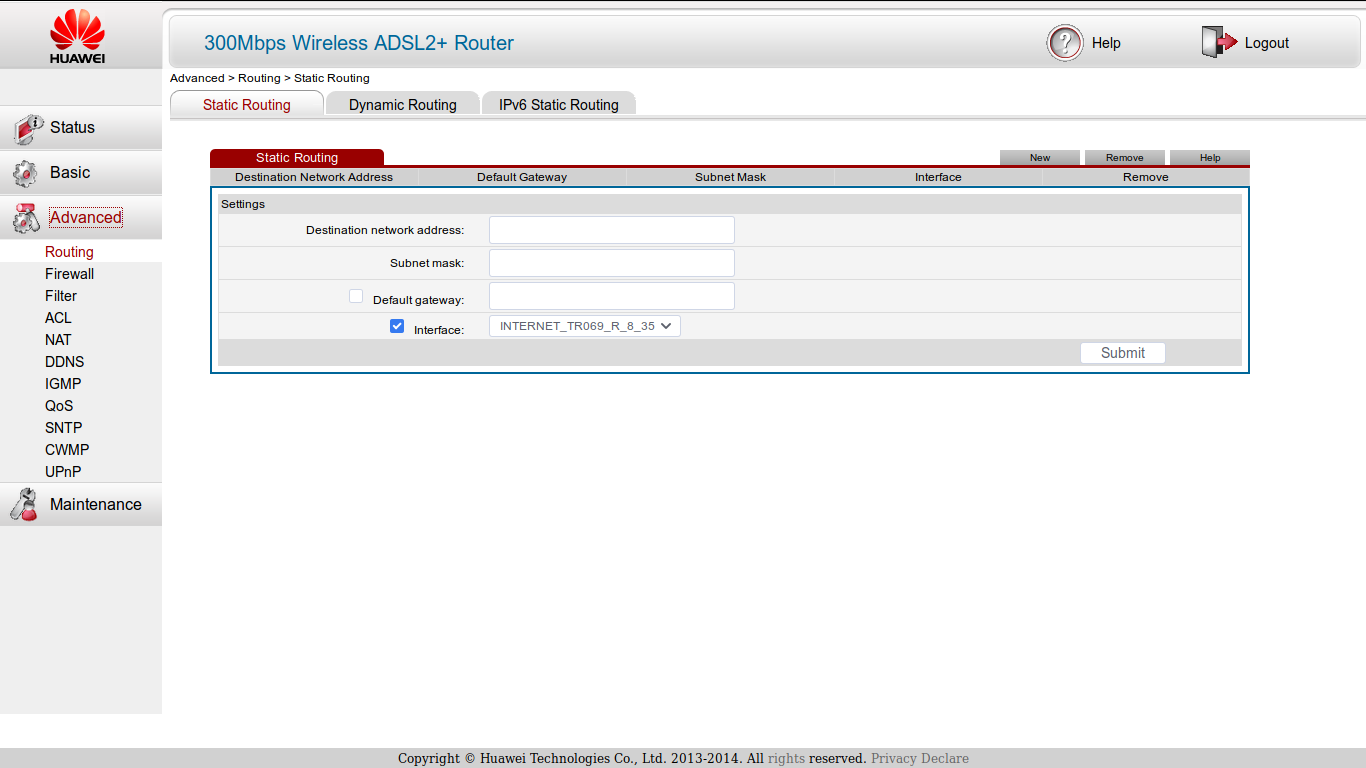 HUAWEI
300Mbps Wireless ADSL2+ Router
Help
Logout
Advanced > Routing > Static Routing
Static Routing
Dynamic Routing
IPv6 Static Routing
Status
Basic
Advanced
Routing
Firewall
Filter
ACL
NAT
DDNS
IGMP
QoS
SNTP
CWMP
UPnP
Maintenance
Static Routing
New
Remove
Help
Destination Network Address
Default Gateway
Subnet Mask
Interface
Remove
Settings
Destination network address:
Subnet mask:
Default gateway:
Interface:
INTERNET_TR069_R_8_35
Submit
Copyright © Huawei Technologies Co., Ltd. 2013-2014. All rights reserved. Privacy Declare